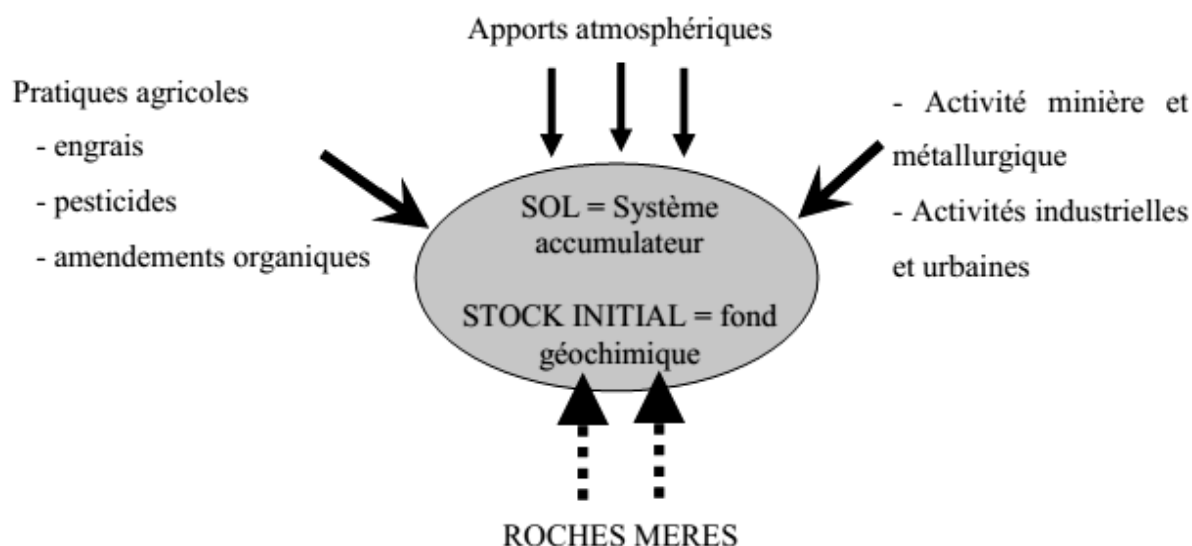 Apports atmosphériques
Pratiques agricoles
- engrais
- pesticides
- amendements organiques
- Activité minière et
métallurgique
- Activités industrielles
et urbaines
SOL = Système
accumulateur
STOCK INITIAL = fond
géochimique
ROCHES MERES